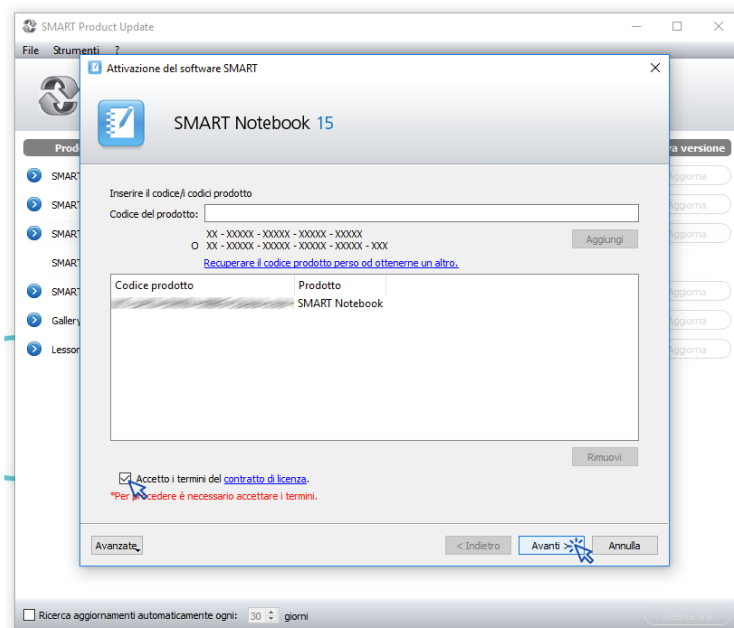 SMART Product Update
File Strumenti ?
Attivazione del software SMART
SMART Notebook 15
Prod
a versione
SMART
Aggiorna
SMART
Aggiorna
SMART
Aggiorna
SMART
SMART
Aggiorna
Gallery
Aggiorna
Lesson
Aggiorna
Inserire il codice/i codici prodotto
Codice del prodotto:
XX - XXXXX - XXXXX - XXXXX - XXXXX
O XX - XXXXX - XXXXX - XXXXX - XXXXX - XXX
Aggiungi
Recuperare il codice prodotto perso od ottenerne un altro.
Codice prodotto Prodotto
SMART Notebook
Rimuovi
Accetto i termini del contratto di licenza.
*Per procedere è necessario accettare i termini.
Avanzate
< Indietro Avanti > Annulla
Ricerca aggiornamenti automaticamente ogni: 30 giorni
Ricerca ora